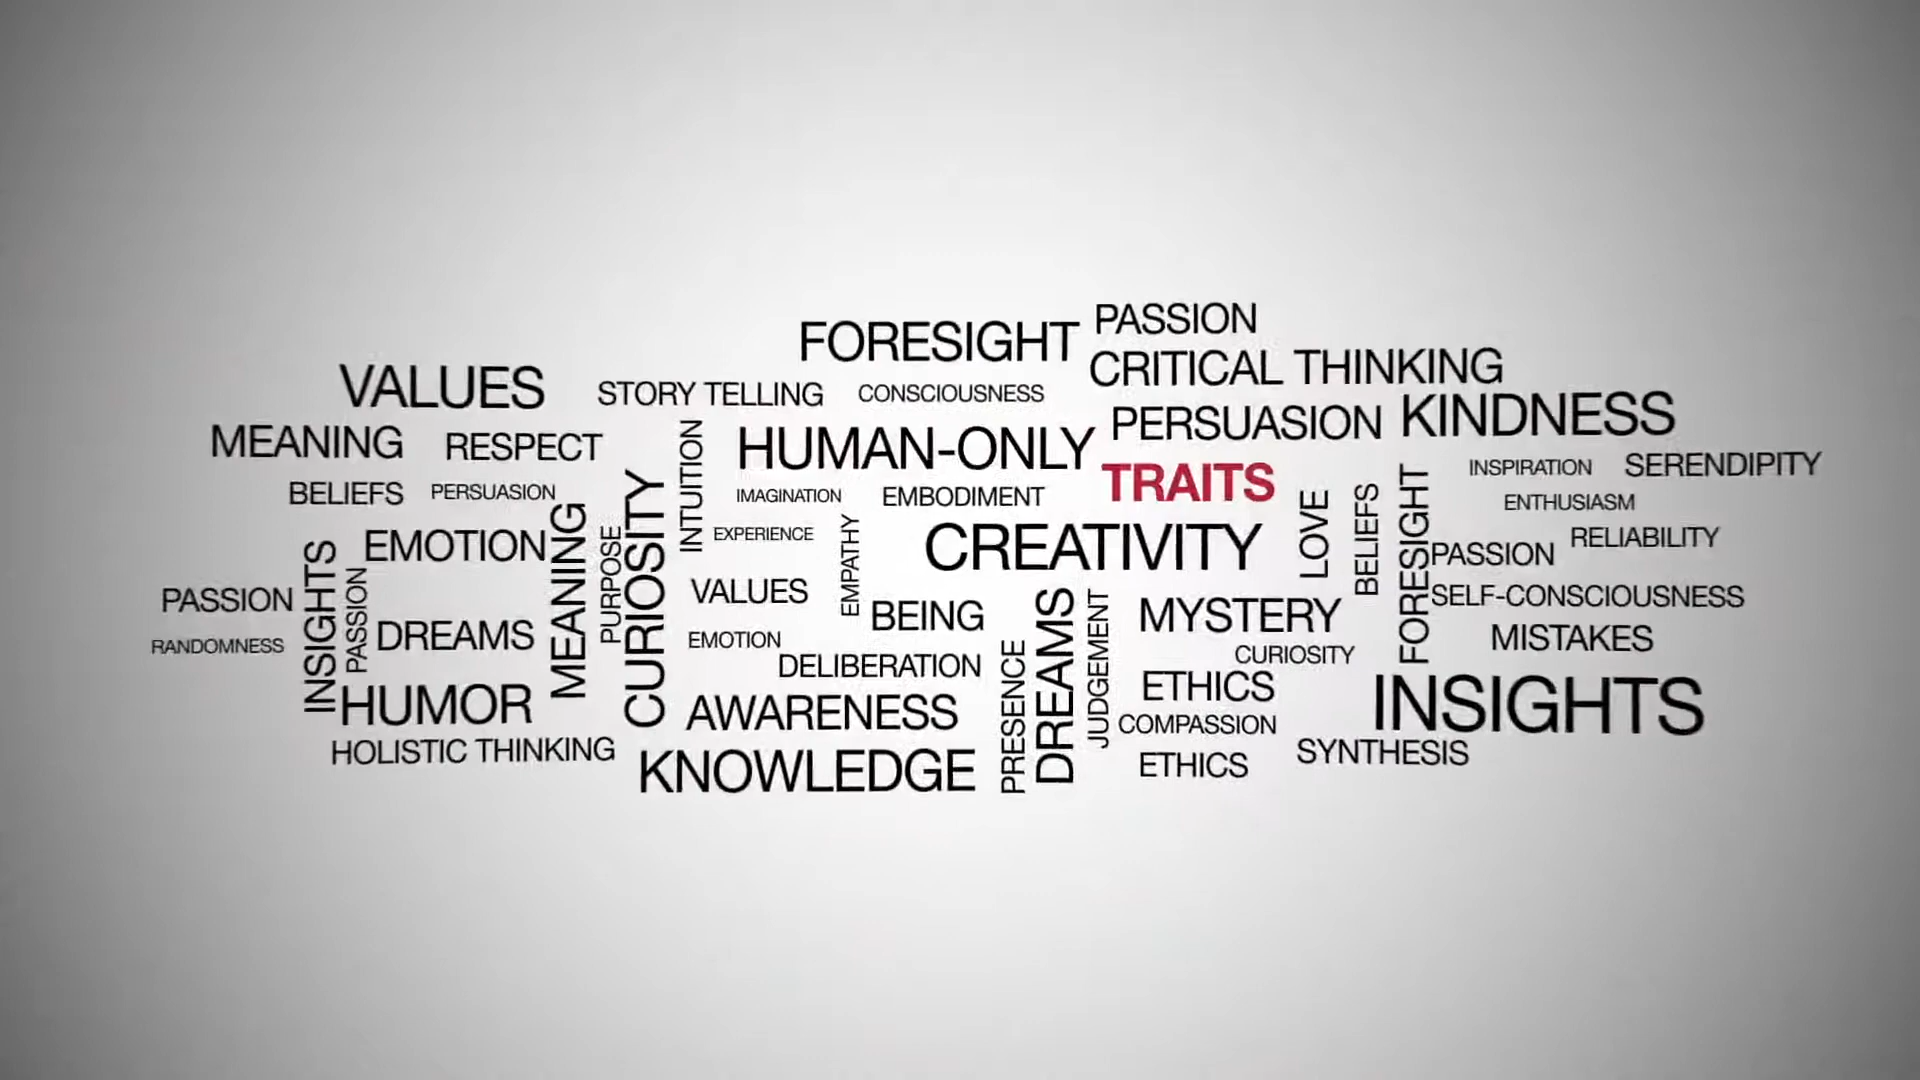 PASSION
FORESIGHT
CRITICAL THINKING
VALUES
STORY TELLING
CONSCIOUSNESS
PERSUASION
KINDNESS
MEANING
RESPECT
INTUITION
HUMAN-ONLY
TRAITS
INSPIRATION
SERENDIPITY
BELIEFS
PERSUASION
IMAGINATION
EMBODIMENT
ENTHUSIASM
EMOTION
MEANING
PURPOSE
CURIOSITY
EXPERIENCE
EMPATHY
CREATIVITY
LOVE
BELIEFS
FORESIGHT
PASSION
RELIABILITY
PASSION
INSIGHTS
PASSION
VALUES
BEING
DREAMS
JUDGEMENT
MYSTERY
SELF-CONSCIOUSNESS
RANDOMNESS
DREAMS
EMOTION
DELIBERATION
PRESENCE
CURIOSITY
MISTAKES
HUMOR
AWARENESS
ETHICS
COMPASSION
INSIGHTS
HOLISTIC THINKING
KNOWLEDGE
ETHICS
SYNTHESIS